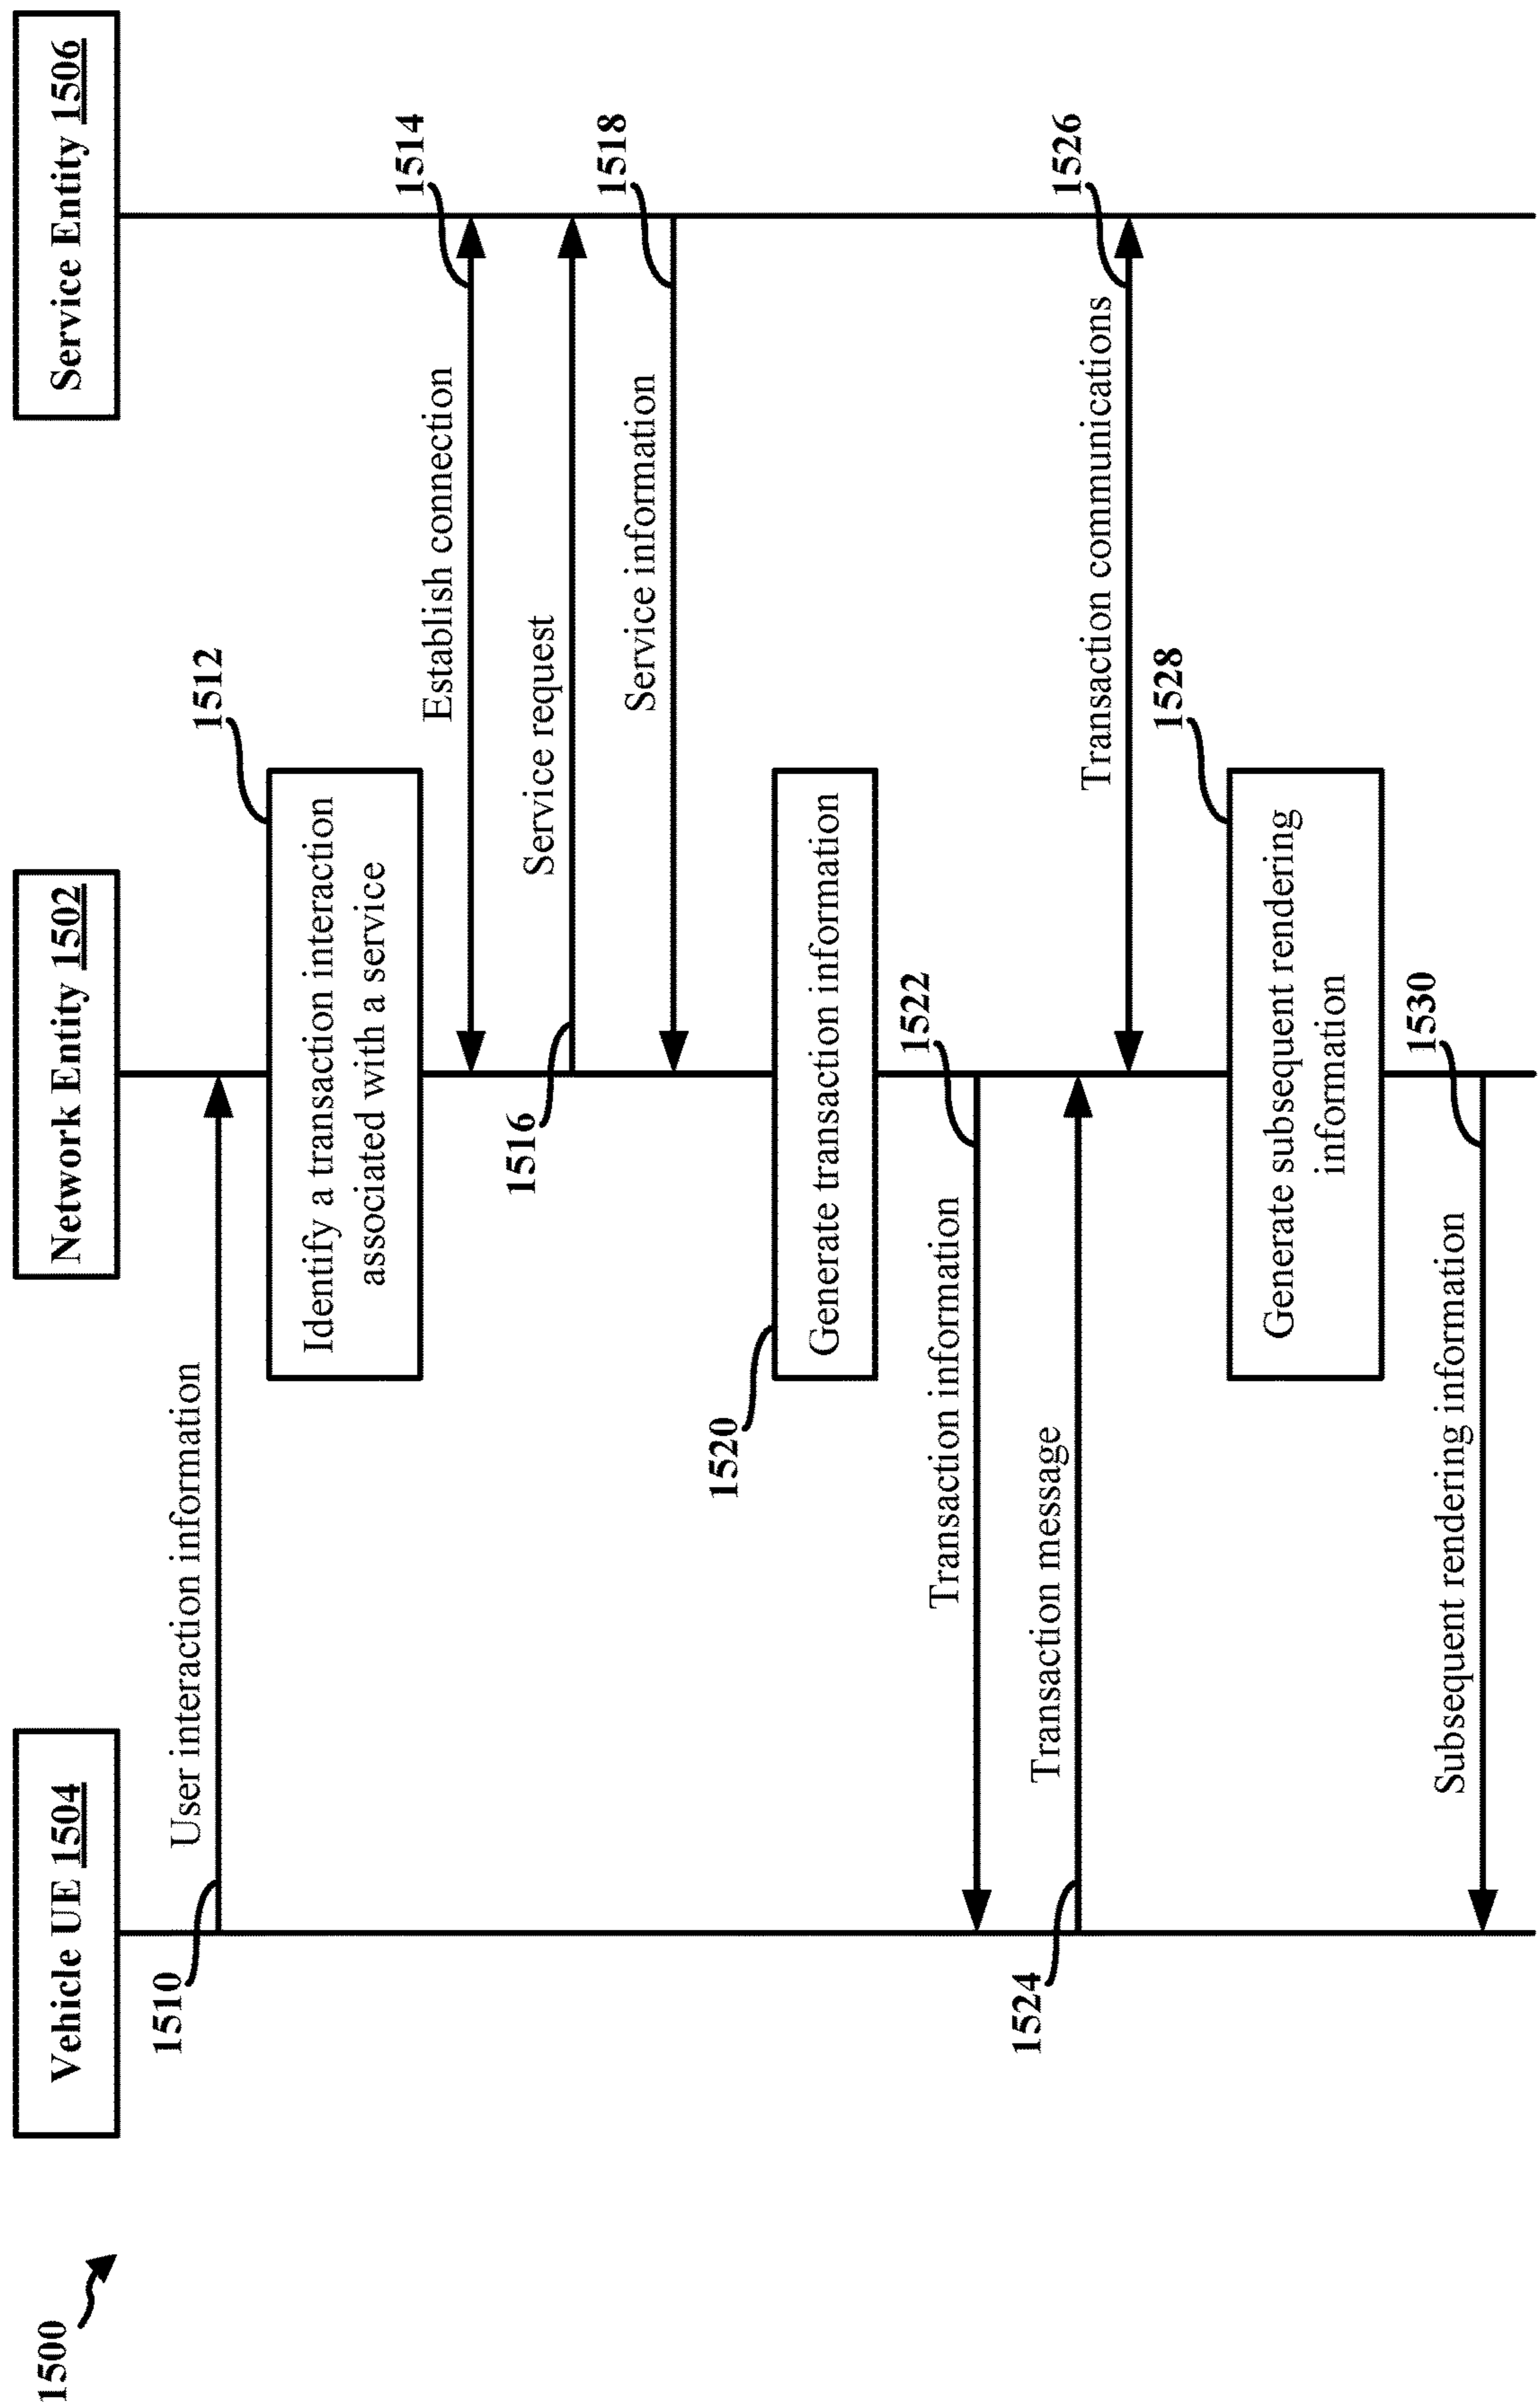 1500
Vehicle UE 1504
Network Entity 1502
Service Entity 1506
1510
User interaction information
1512
Identify a transaction interaction
associated with a service
Establish connection
1514
1516
Service request
Service information
1518
1520
Generate transaction information
Transaction information
1522
1524
Transaction message
Transaction communications
1526
1528
Generate subsequent rendering
information
Subsequent rendering information
1530